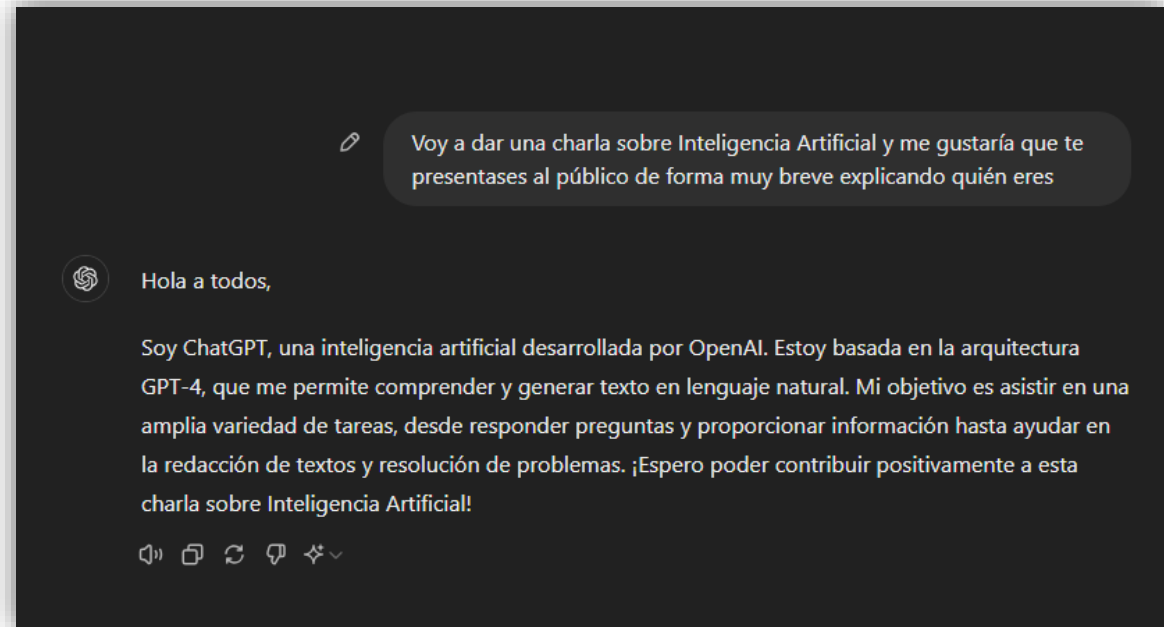 Voy a dar una charla sobre Inteligencia Artificial y me gustaría que te
presentases al público de forma muy breve explicando quién eres
Hola a todos,
Soy ChatGPT, una inteligencia artificial desarrollada por OpenAI. Estoy basada en la arquitectura
GPT-4, que me permite comprender y generar texto en lenguaje natural. Mi objetivo es asistir en una
amplia variedad de tareas, desde responder preguntas y proporcionar información hasta ayudar en
la redacción de textos y resolución de problemas. ¡Espero poder contribuir positivamente a esta
charla sobre Inteligencia Artificial!